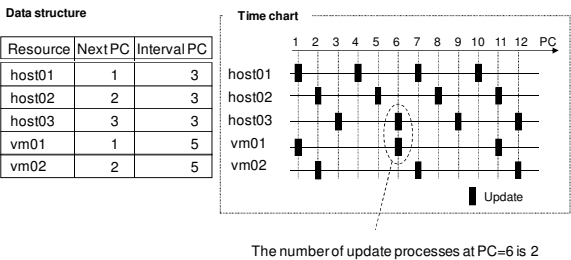 Data structure
Time chart
Resource Next PC Interval PC
host01 1 3
host02 2 3
host03 3 3
vm01 1 5
vm02 2 5
1 2 3 4 5 6 7 8 9 10 11 12 PC
host01
host02
host03
vm01
vm02
Update
The number of update processes at PC=6 is 2